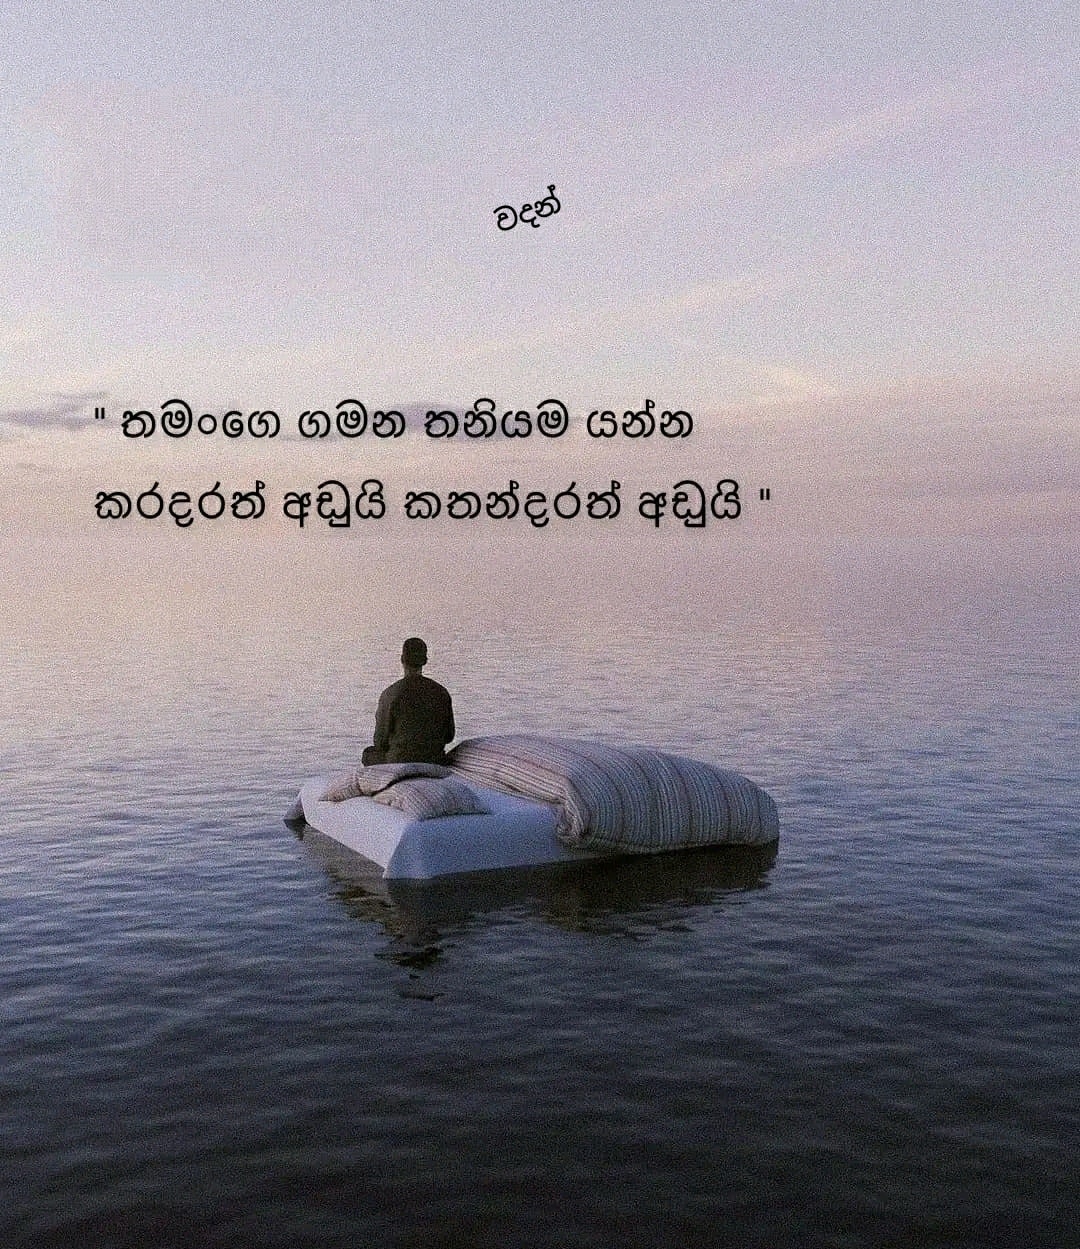 වදන්
" තමංගෙ ගමන තනියම යන්න
කරදරත් අඩුයි කතන්දරත් අඩුයි "